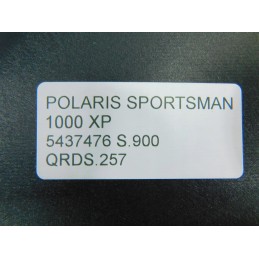 POLARIS SPORTSMAN
1000 XP
5437476 S.900
QRDS.257